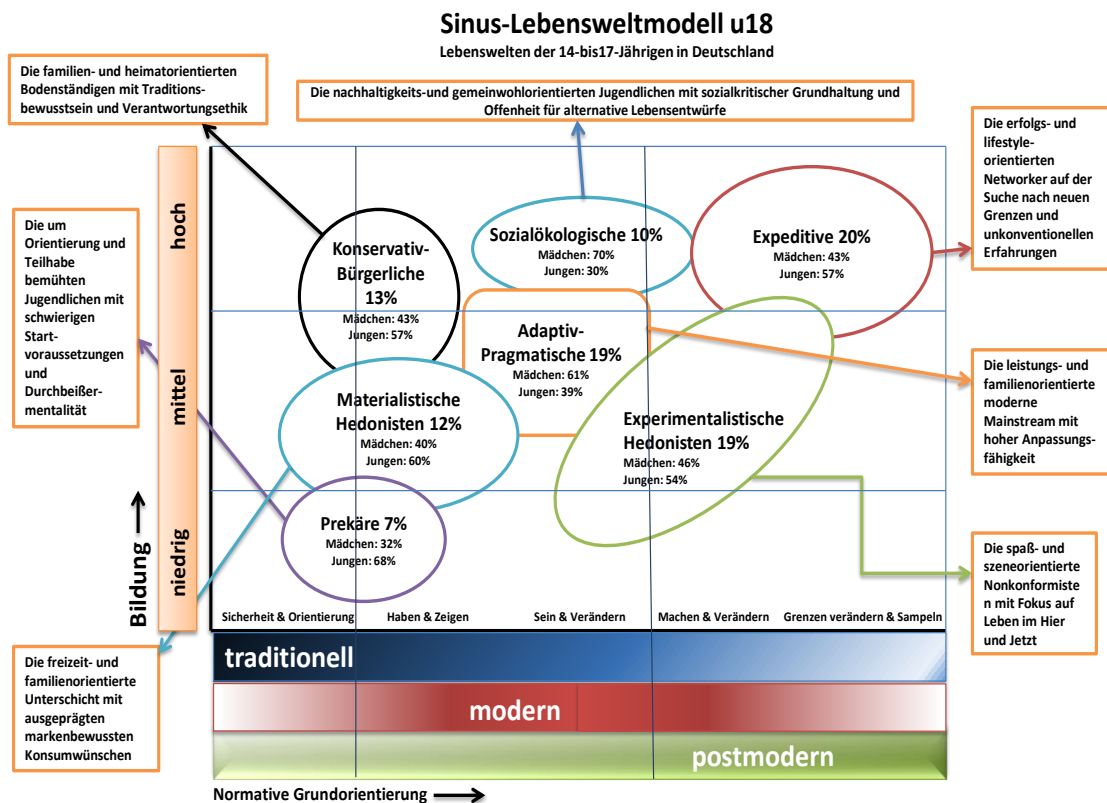 Sinus-Lebensweltmodell u18
Lebenswelten der 14-bis17-Jährigen in Deutschland
Die familien- und heimatorientierten
Bodenständigen mit Traditions-
bewusstsein und Verantwortungsethik
Die nachhaltigkeits-und gemeinwohlorientierten Jugendlichen mit sozialkritischer Grundhaltung und
Offenheit für alternative Lebensentwürfe
Die erfolgs- und
lifestyle-
orientierten
Networker auf der
Suche nach neuen
Grenzen und
unkonventionellen
Erfahrungen
Die um
Orientierung und
Teilhabe
bemühten
Jugendlichen mit
schwierigen
Start-
voraussetzungen
und
Durchbeißer-
mentalität
hoch
mittel
niedrig
Bildung
Konservativ-
Bürgerliche
13%
Mädchen: 43%
Jungen: 57%
Sozialökologische 10%
Mädchen: 70%
Jungen: 30%
Expeditive 20%
Mädchen: 43%
Jungen: 57%
Adaptiv-
Pragmatische 19%
Mädchen: 61%
Jungen: 39%
Materialistische
Hedonisten 12%
Mädchen: 40%
Jungen: 60%
Experimentalistische
Hedonisten 19%
Mädchen: 46%
Jungen: 54%
Prekäre 7%
Mädchen: 32%
Jungen: 68%
Die leistungs- und
familienorientierte
moderne
Mainstream mit
hoher Anpassungs-
fähigkeit
Die spaß- und
szeneorientierte
Nonkonformiste
n mit Fokus auf
Leben im Hier
und Jetzt
Die freizeit- und
familienorientierte
Unterschicht mit
ausgeprägten
markenbewussten
Konsumwünschen
Sicherheit & Orientierung
Haben & Zeigen
Sein & Verändern
Machen & Verändern
Grenzen verändern & Sampeln
traditionell
modern
postmodern
Normative Grundorientierung